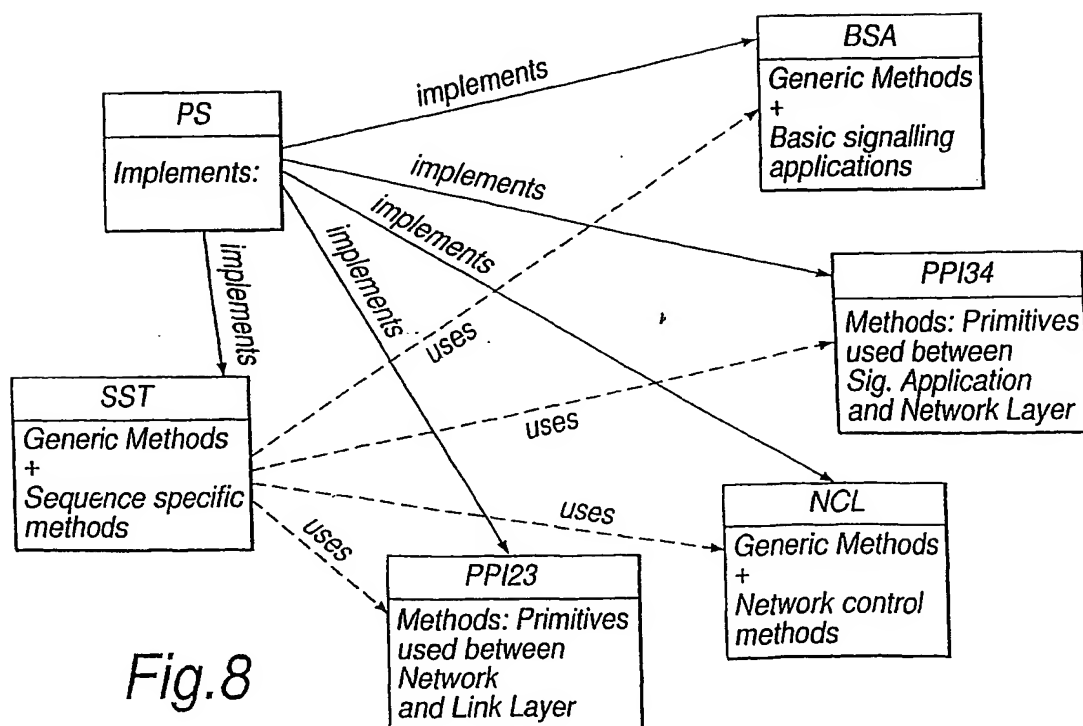 BSA
Generic Methods
+
Basic signalling
applications
implements
PS
Implements:
implements
implements
implements
implements
uses
PPI34
Methods: Primitives
used between
Sig. Application
and Network Layer
SST
Generic Methods
+
Sequence specific
methods
uses
uses
uses
NCL
Generic Methods
+
Network control
methods
PPI23
Methods: Primitives
used between
Network
and Link Layer
Fig.8